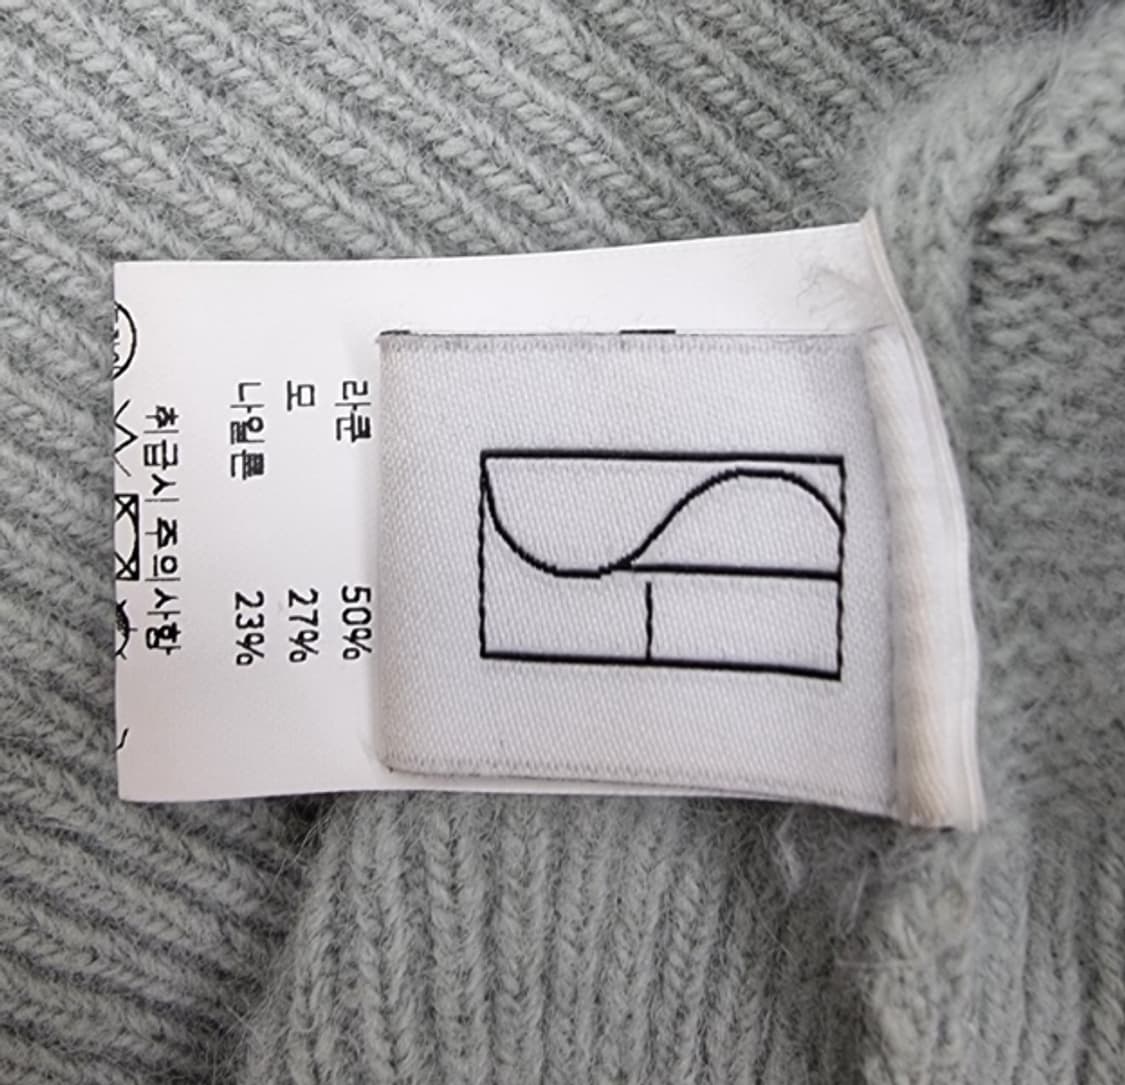 라쿤 50%
모 27%
나일론 23%
취급시 주의사항